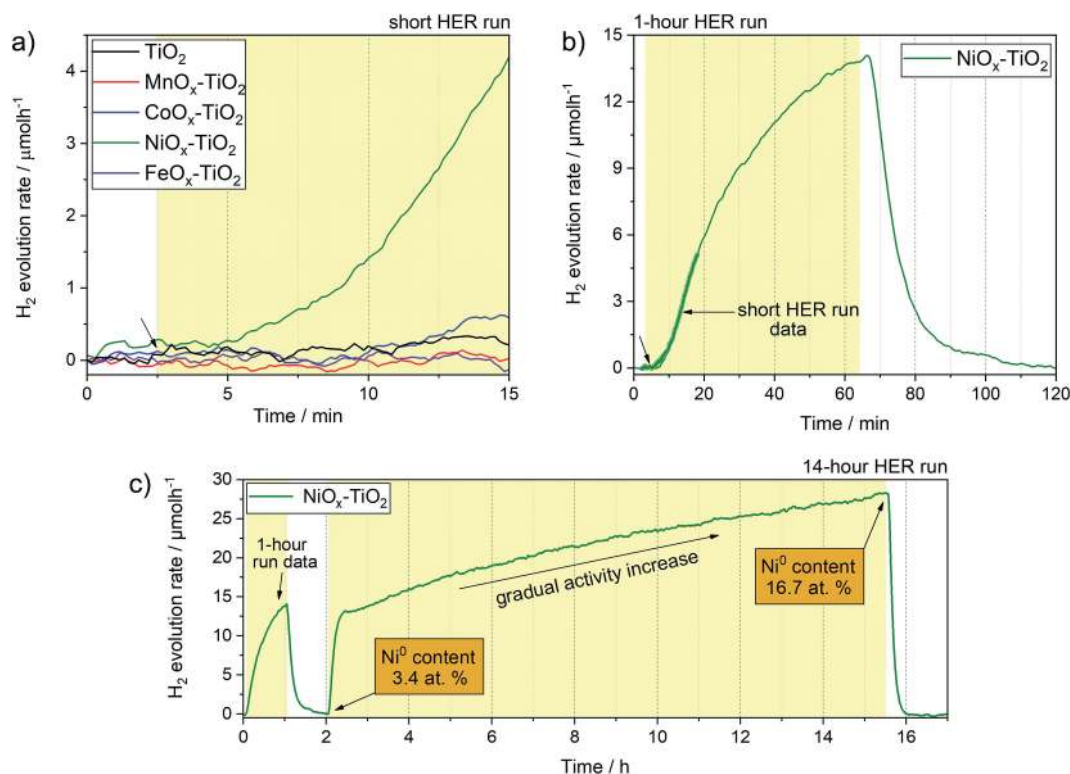 short HER run
a)
TiO₂
MnOₓ-TiO₂
CoOₓ-TiO₂
NiOₓ-TiO₂
FeOₓ-TiO₂
H₂ evolution rate / μmolh⁻¹
4
3
2
1
0
0 5 10 15
Time / min
1-hour HER run
b)
NiOₓ-TiO₂
H₂ evolution rate / μmolh⁻¹
15
12
9
6
3
0
short HER run
data
0 20 40 60 80 100 120
Time / min
14-hour HER run
c)
NiOₓ-TiO₂
H₂ evolution rate / μmolh⁻¹
30
25
20
15
10
5
0
1-hour
run data
Ni⁰ content
3.4 at. %
gradual activity increase
Ni⁰ content
16.7 at. %
0 2 4 6 8 10 12 14 16
Time / h